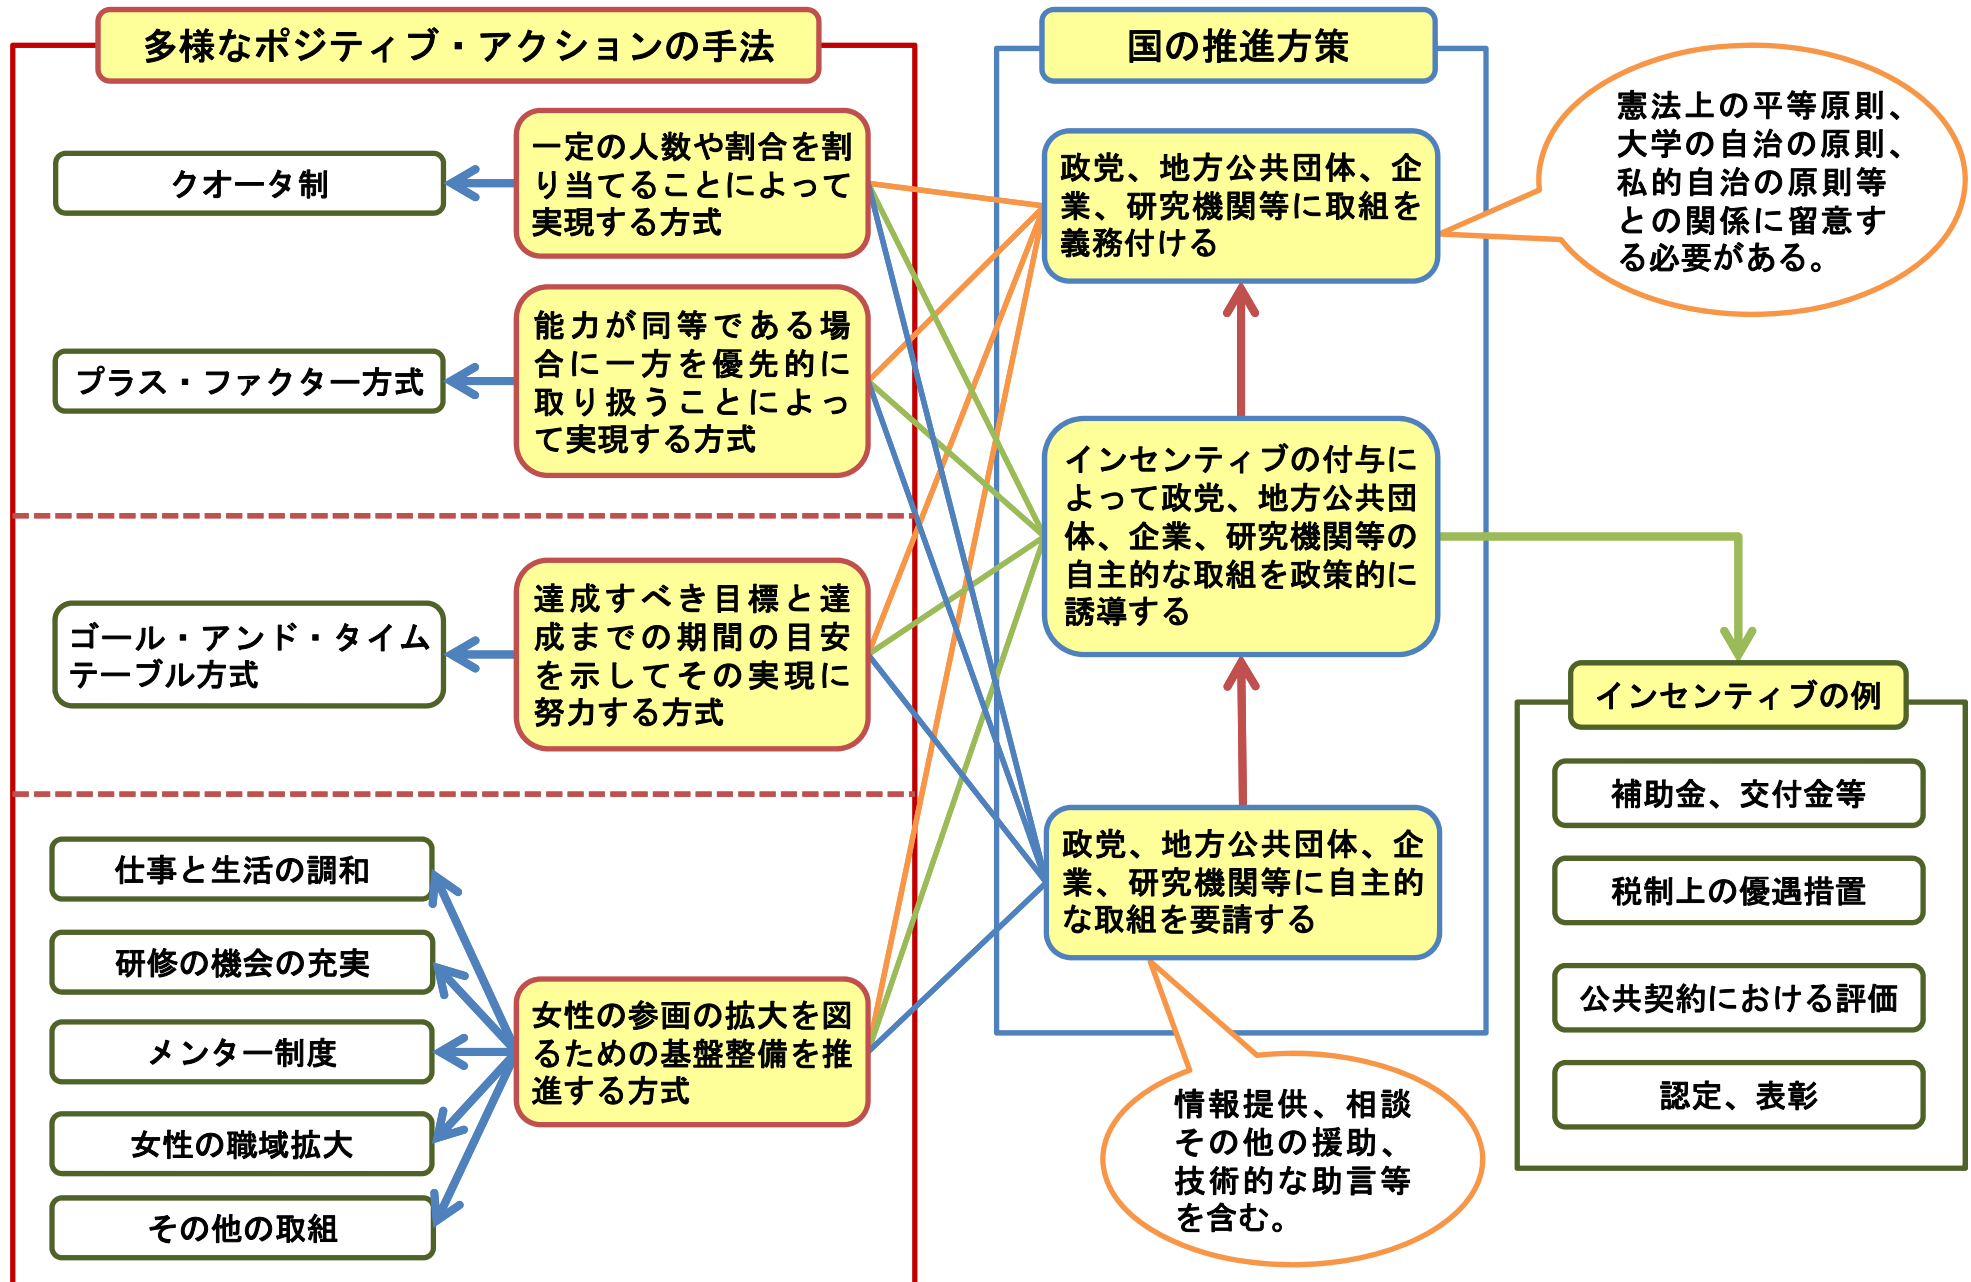 多様なポジティブ・アクションの手法
クオータ制
一定の人数や割合を割
り当てることによって
実現する方式
プラス・ファクター方式
能力が同等である場
合に一方を優先的に
取り扱うことによっ
て実現する方式
ゴール・アンド・タイム
テーブル方式
達成すべき目標と達
成までの期間の目安
を示してその実現に
努力する方式
仕事と生活の調和
研修の機会の充実
メンター制度
女性の職域拡大
その他の取組
女性の参画の拡大を図
るための基盤整備を推
進する方式
国の推進方策
政党、地方公共団体、企
業、研究機関等に取組を
義務付ける
インセンティブの付与に
よって政党、地方公共団
体、企業、研究機関等の
自主的な取組を政策的に
誘導する
政党、地方公共団体、企
業、研究機関等に自主的
な取組を要請する
憲法上の平等原則、
大学の自治の原則、
私的自治の原則等
との関係に留意す
る必要がある。
情報提供、相談
その他の援助、
技術的な助言等
を含む。
インセンティブの例
補助金、交付金等
税制上の優遇措置
公共契約における評価
認定、表彰